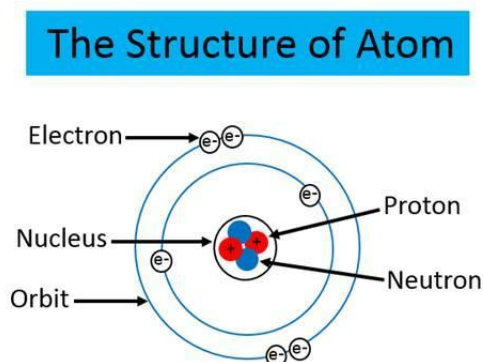 The Structure of Atom
Electron
e- e-
e-
Proton
Nucleus
+ +
e-
Neutron
Orbit
e- e-